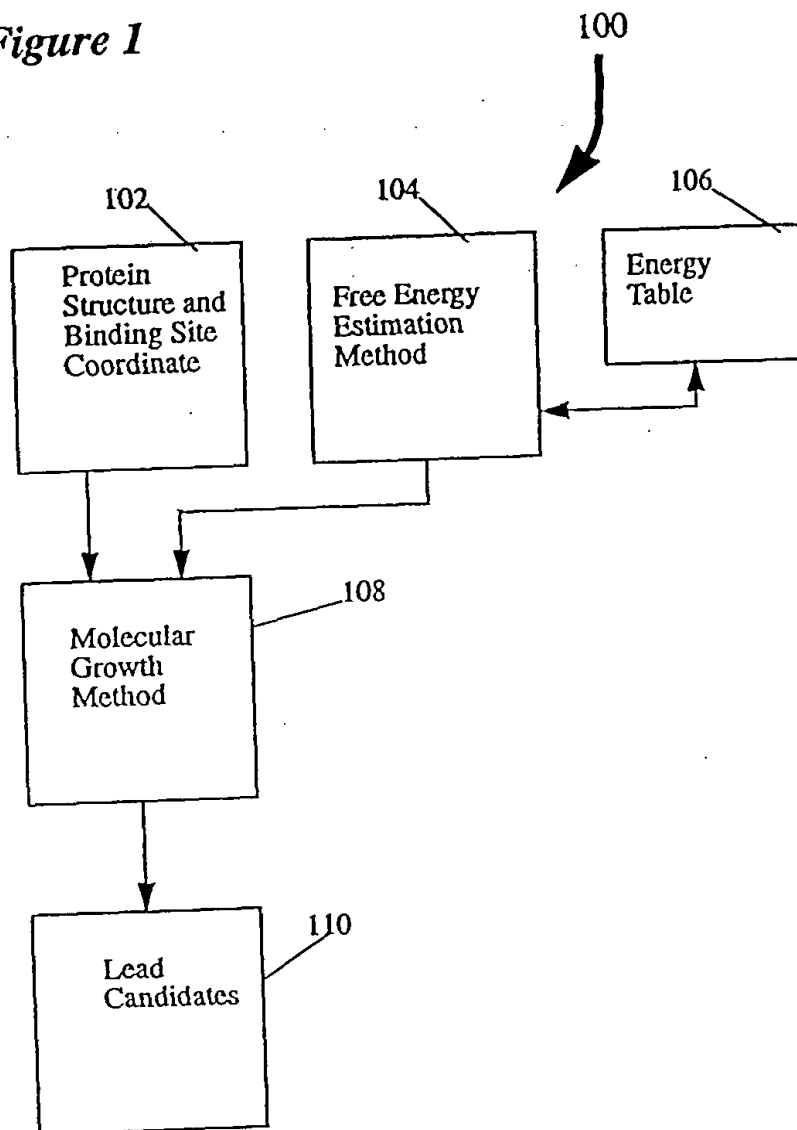 Figure 1
100
102
104
106
Protein
Structure and
Binding Site
Coordinate
Free Energy
Estimation
Method
Energy
Table
108
Molecular
Growth
Method
110
Lead
Candidates